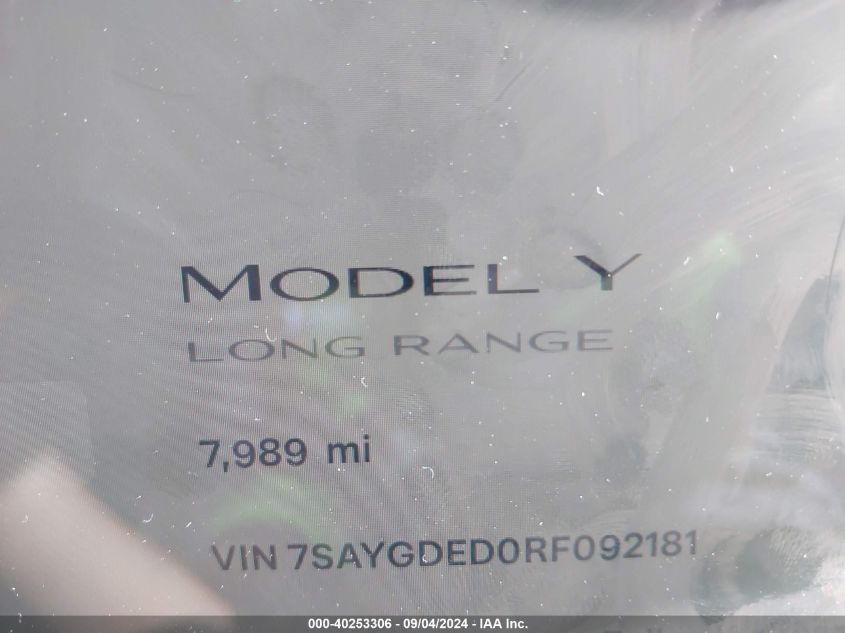 MODEL Y
LONG RANGE
7,989 mi
VIN 7SAYGDED0RF092181
000-40253306 - 09/04/2024 - IAA Inc.